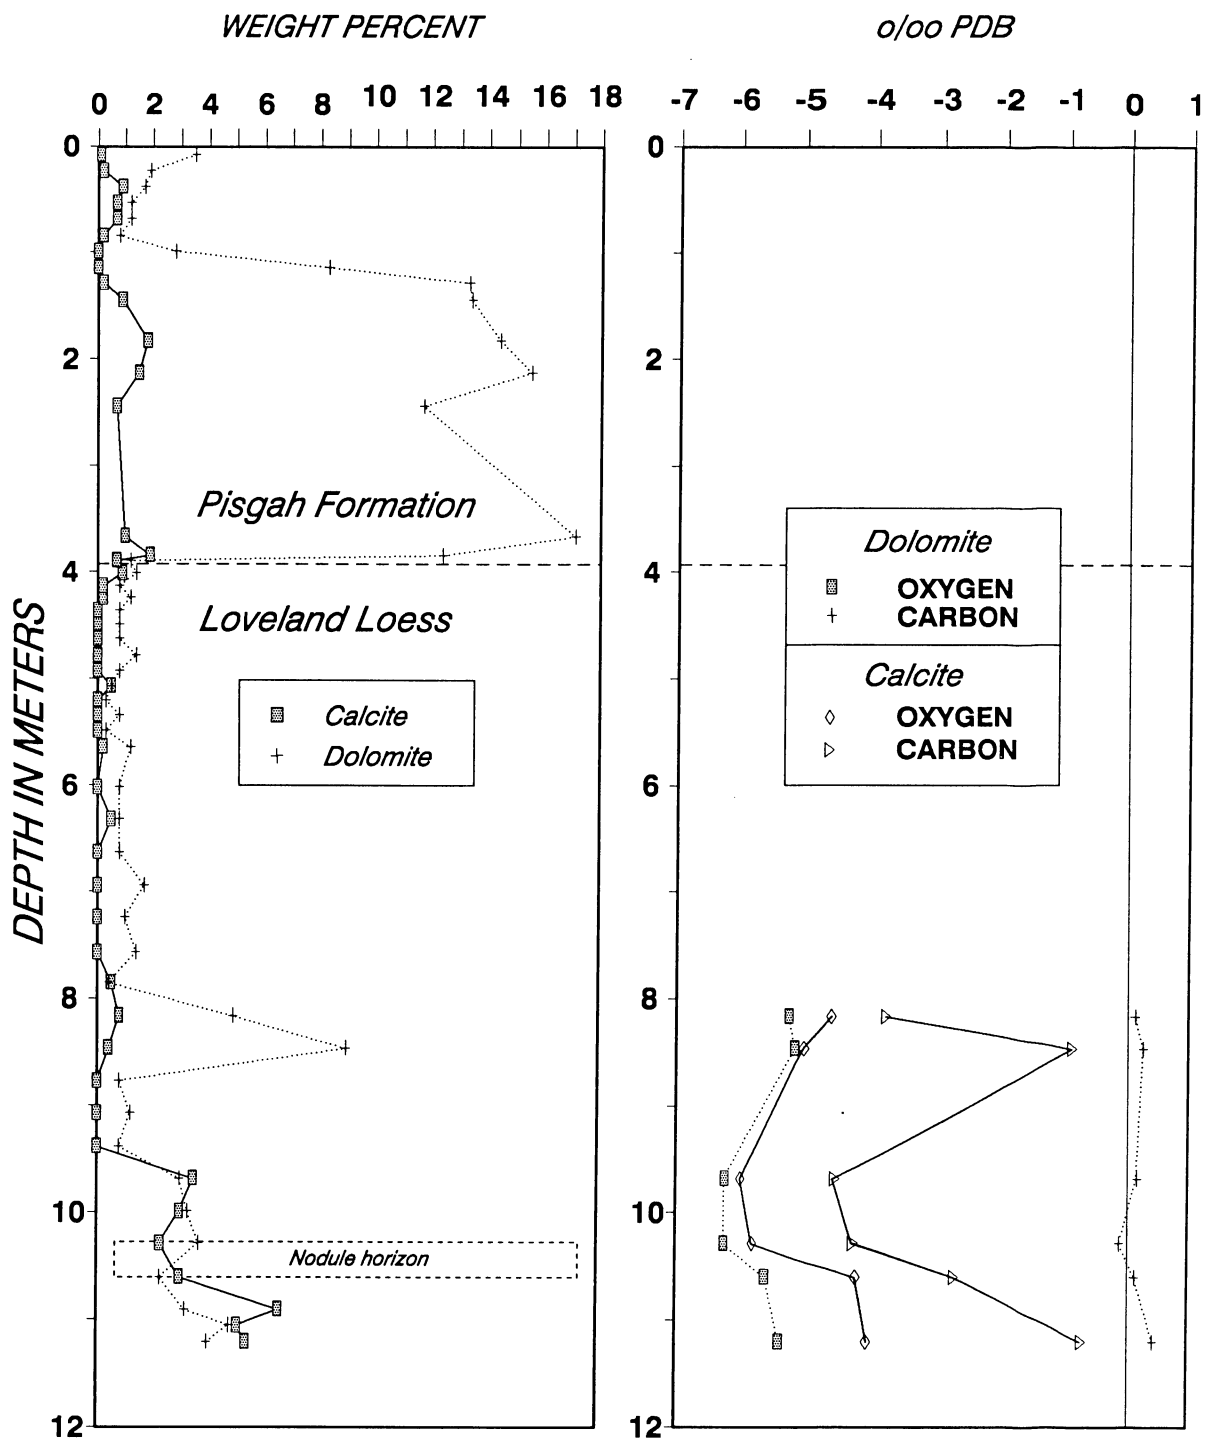 WEIGHT PERCENT
0 2 4 6 8 10 12 14 16 18
0
2
4
6
8
10
12
DEPTH IN METERS
Pisgah Formation
Loveland Loess
Calcite
Dolomite
Nodule horizon
o/oo PDB
-7 -6 -5 -4 -3 -2 -1 0 1
0
2
4
6
8
10
12
Dolomite
OXYGEN
CARBON
Calcite
OXYGEN
CARBON